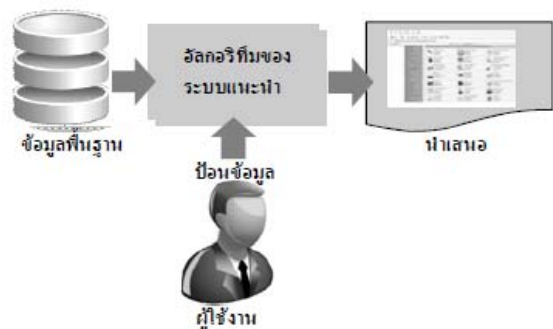 อัลกอริทึมของ
ระบบแนะนำ
ข้อมูลพื้นฐาน
นำเสนอ
ป้อนข้อมูล
ผู้ใช้งาน